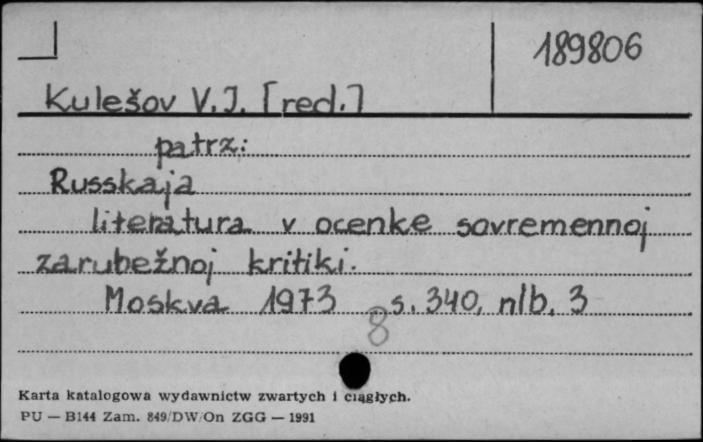 189806
Kulešov V.I. [red.]
patrz:
Russkaja
literatura v ocenke sovremennoj
zarubežnoj kritiki.
Moskva 1973 s. 340, nlb. 3
8
Karta katalogowa wydawnictw zwartych i ciągłych.
PU — B144 Zam. 849/DW/On ZGG — 1991